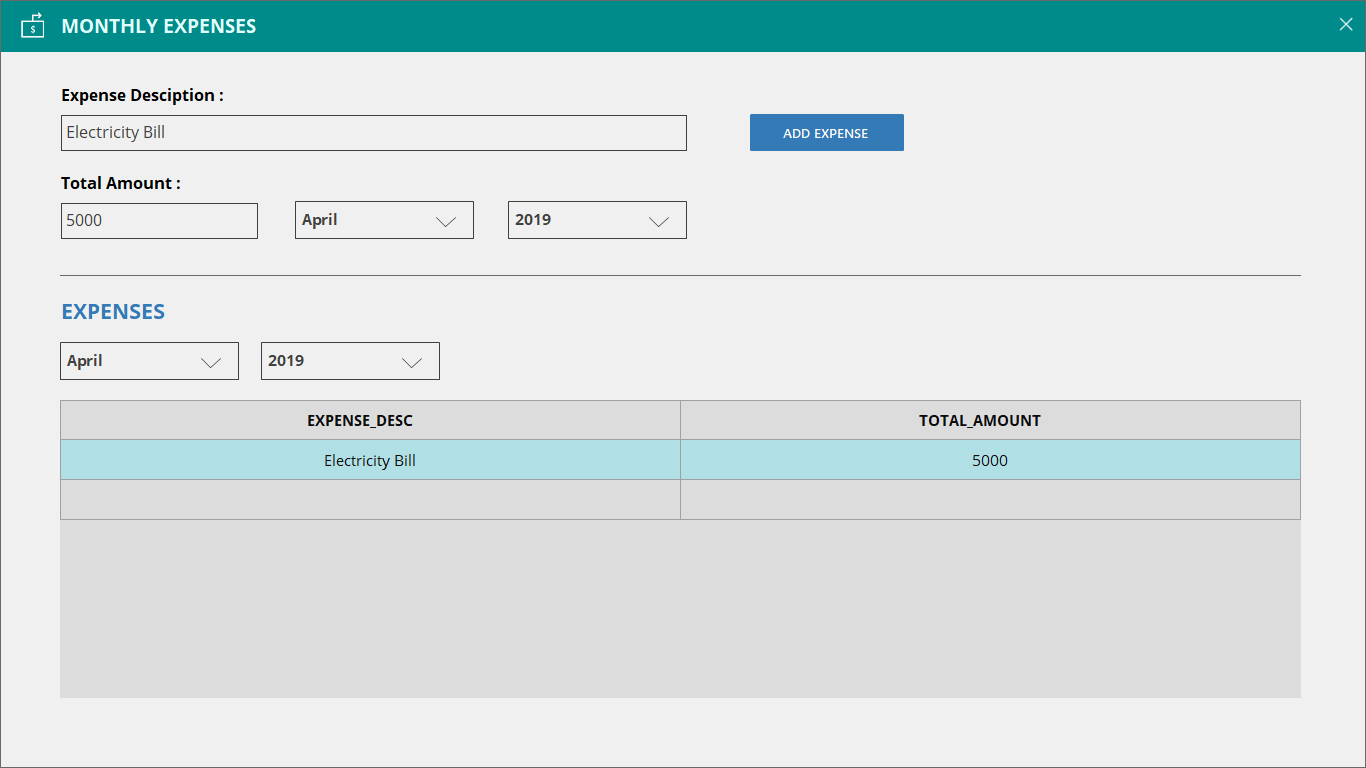 MONTHLY EXPENSES
Expense Desciption :
Electricity Bill
ADD EXPENSE
Total Amount :
5000 April 2019
EXPENSES
April 2019
EXPENSE_DESC TOTAL_AMOUNT
Electricity Bill 5000